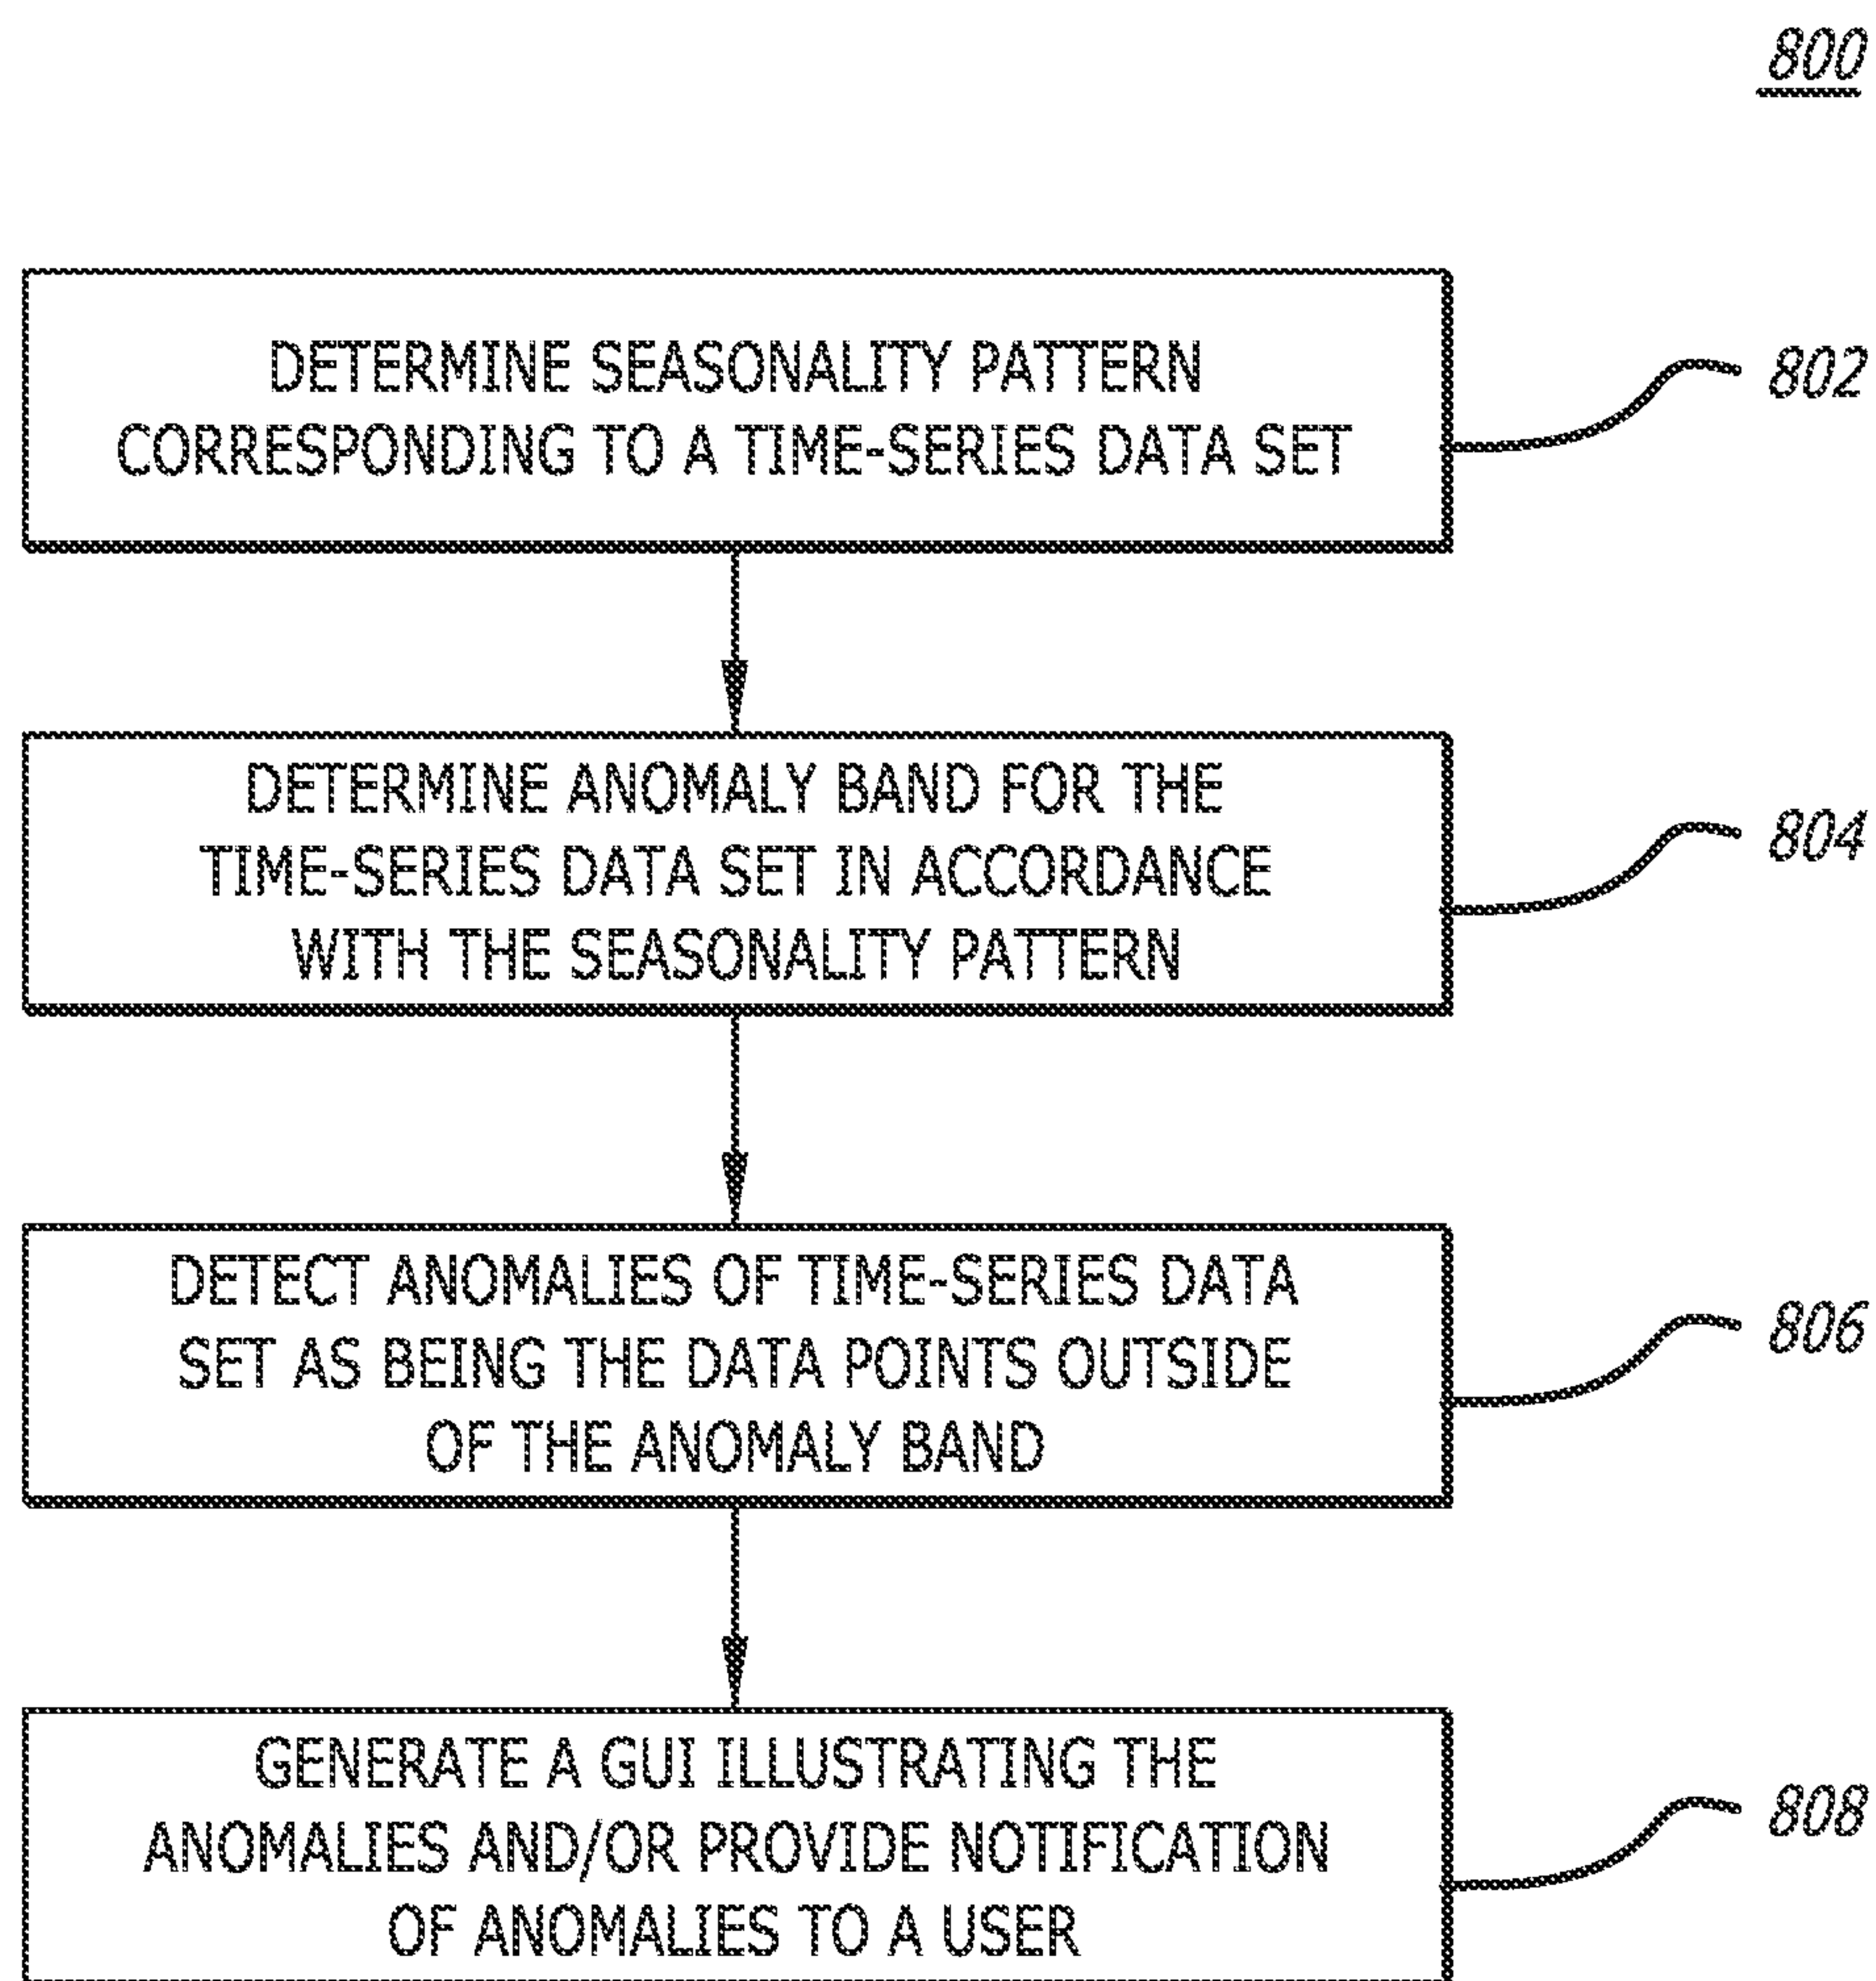 800
DETERMINE SEASONALITY PATTERN
CORRESPONDING TO A TIME-SERIES DATA SET
802
DETERMINE ANOMALY BAND FOR THE
TIME-SERIES DATA SET IN ACCORDANCE
WITH THE SEASONALITY PATTERN
804
DETECT ANOMALIES OF TIME-SERIES DATA
SET AS BEING THE DATA POINTS OUTSIDE
OF THE ANOMALY BAND
806
GENERATE A GUI ILLUSTRATING THE
ANOMALIES AND/OR PROVIDE NOTIFICATION
OF ANOMALIES TO A USER
808